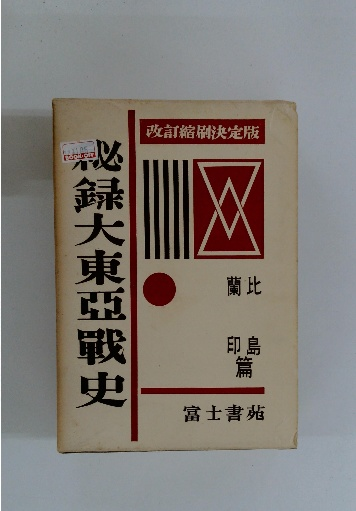 改訂縮刷決定版
秘録大東亞戰史
比島
蘭印
篇
富士書苑